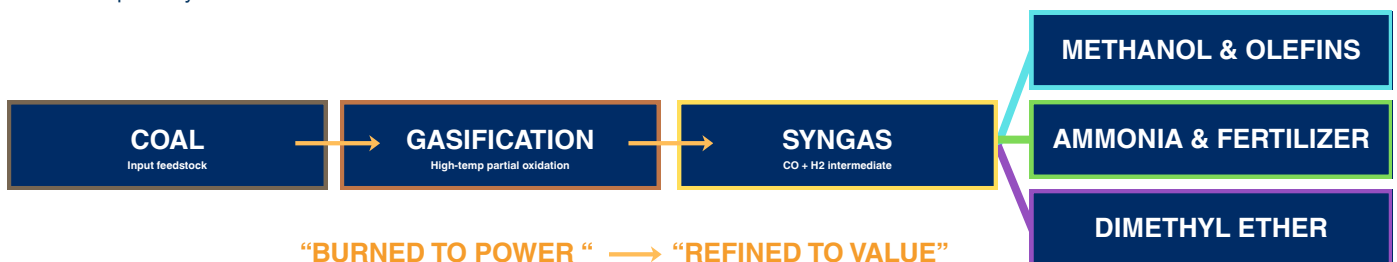 COAL
Input feedstock
GASIFICATION
High-temp partial oxidation
SYNGAS
CO + H2 intermediate
METHANOL & OLEFINS
AMMONIA & FERTILIZER
DIMETHYL ETHER
“BURNED TO POWER “ → “REFINED TO VALUE”